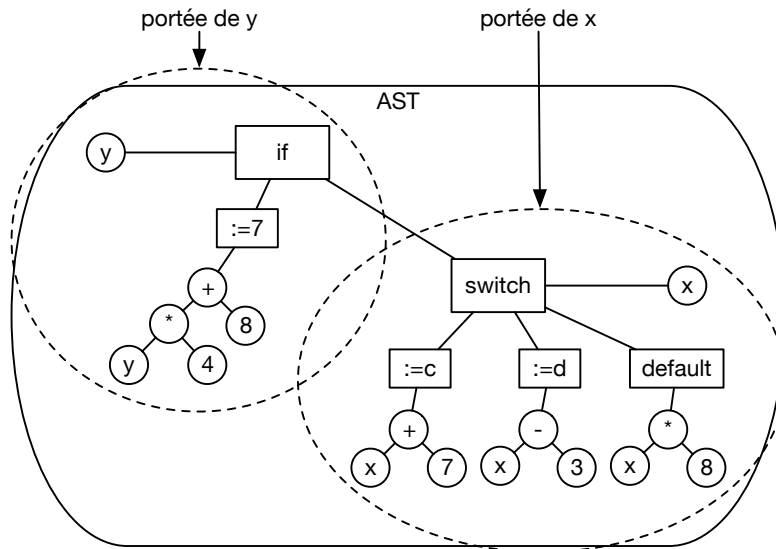 portée de y
portée de x
AST
y
if
:=7
switch
x
+
*
8
y
4
:=c
:=d
default
+
-
*
x
7
x
3
x
8